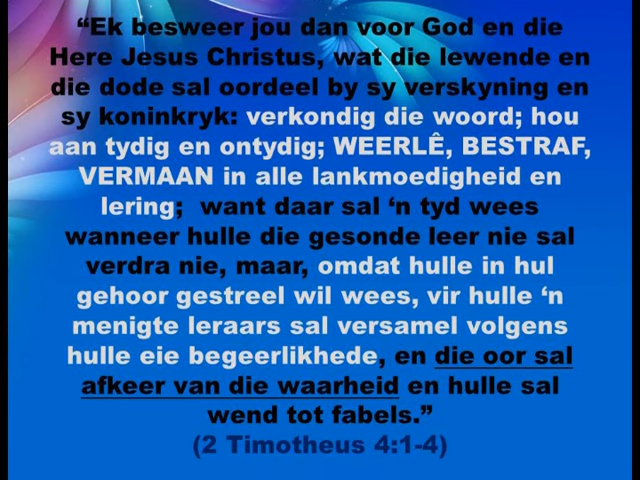 “Ek besweer jou dan voor God en die
Here Jesus Christus, wat die lewende en
die dode sal oordeel by sy verskyning en
sy koninkryk: verkondig die woord; hou
aan tydig en ontydig; WEERLÊ, BESTRAF,
VERMAAN in alle lankmoedigheid en
lering; want daar sal ‘n tyd wees
wanneer hulle die gesonde leer nie sal
verdra nie, maar, omdat hulle in hul
gehoor gestreel wil wees, vir hulle ‘n
menigte leraars sal versamel volgens
hulle eie begeerlikhede, en die oor sal
afkeer van die waarheid en hulle sal
wend tot fabels.”
(2 Timotheus 4:1-4)